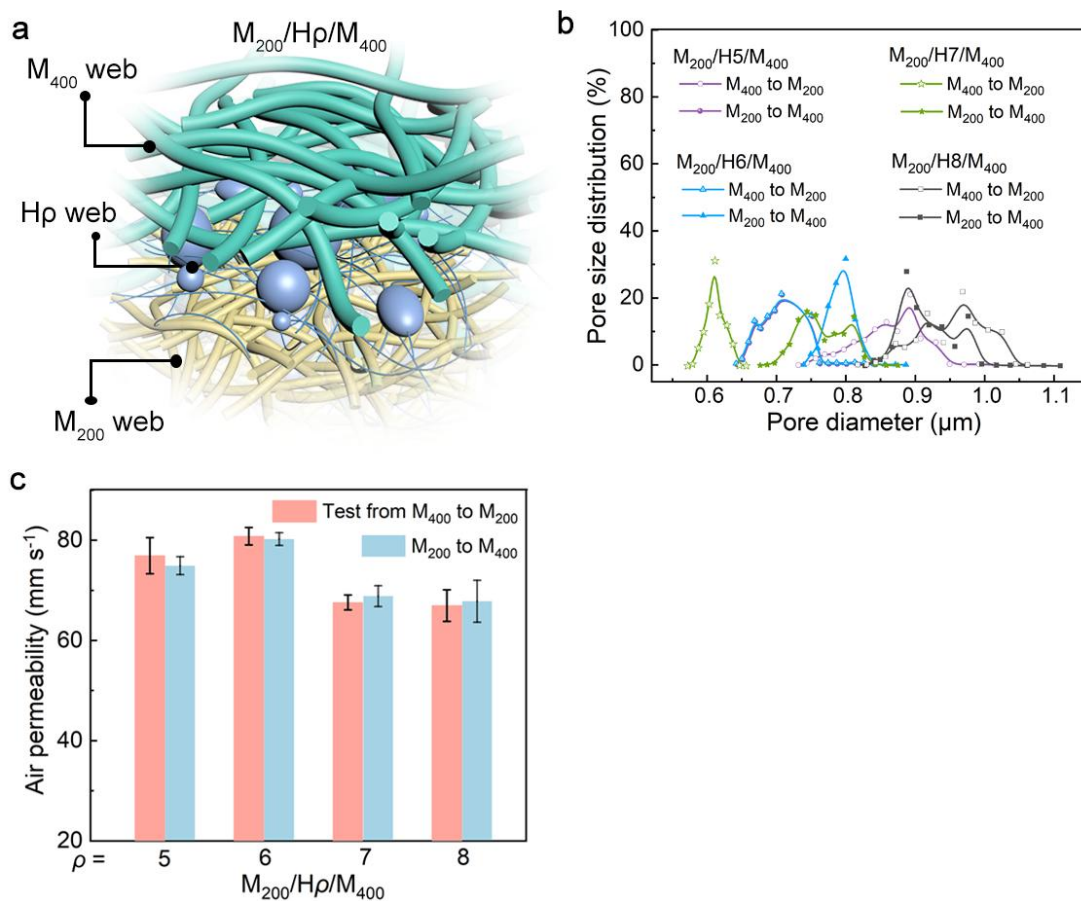 a
M200/Hρ/M400
M400 web
Hρ web
M200 web
b
Pore size distribution (%)
100
80
60
40
20
0
M200/H5/M400
M400 to M200
M200 to M400
M200/H7/M400
M400 to M200
M200 to M400
M200/H6/M400
M400 to M200
M200 to M400
M200/H8/M400
M400 to M200
M200 to M400
0.6 0.7 0.8 0.9 1.0 1.1
Pore diameter (µm)
c
Air permeability (mm s-1)
80
60
40
20
Test from M400 to M200
M200 to M400
ρ = 5 6 7 8
M200/Hρ/M400